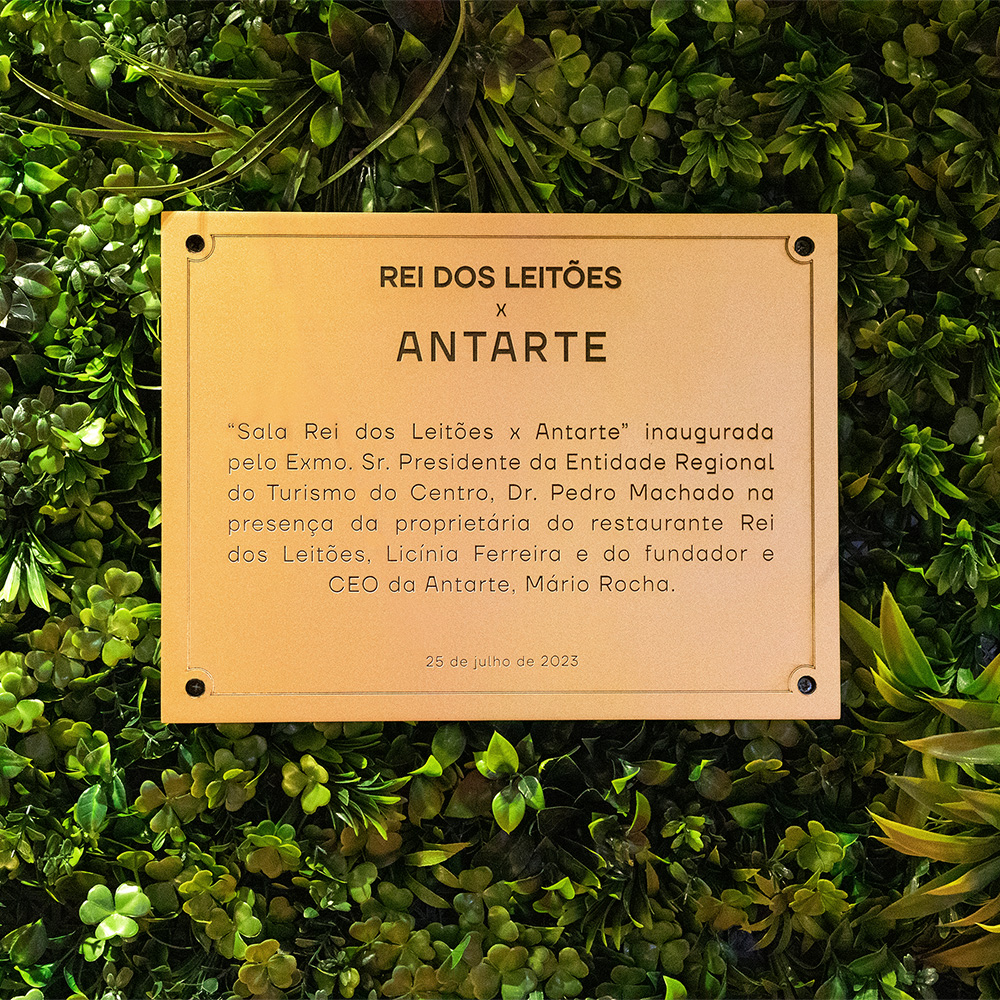 REI DOS LEITÕES
x
ANTARTE
“Sala Rei dos Leitões x Antarte” inaugurada
pelo Exmo. Sr. Presidente da Entidade Regional
do Turismo do Centro, Dr. Pedro Machado na
presença da proprietária do restaurante Rei
dos Leitões, Licínia Ferreira e do fundador e
CEO da Antarte, Mário Rocha.
25 de julho de 2023